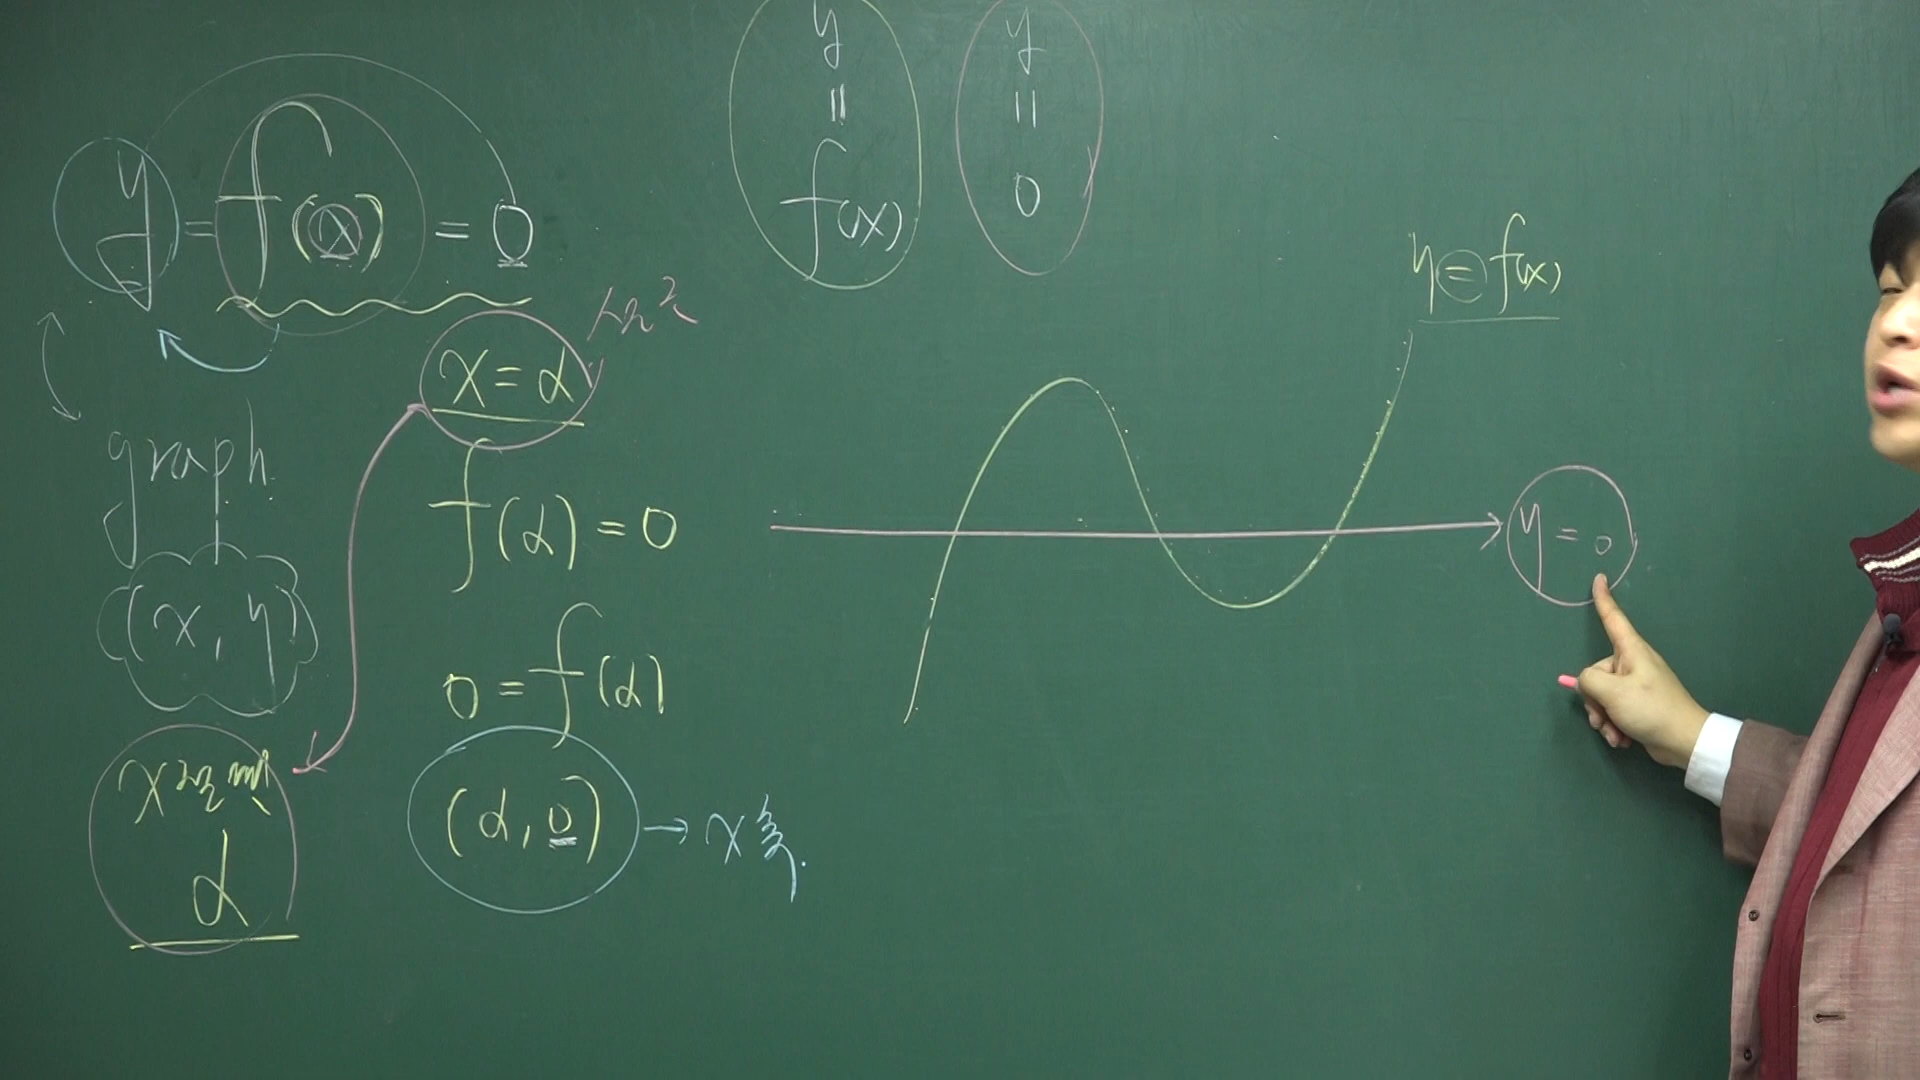 y = f(x) = 0
y = f(x)
y = 0
y = f(x)
x = α
실근
graph
f(α) = 0
y = 0
(x, y)
0 = f(α)
x절편
α
(α, 0) → x축.